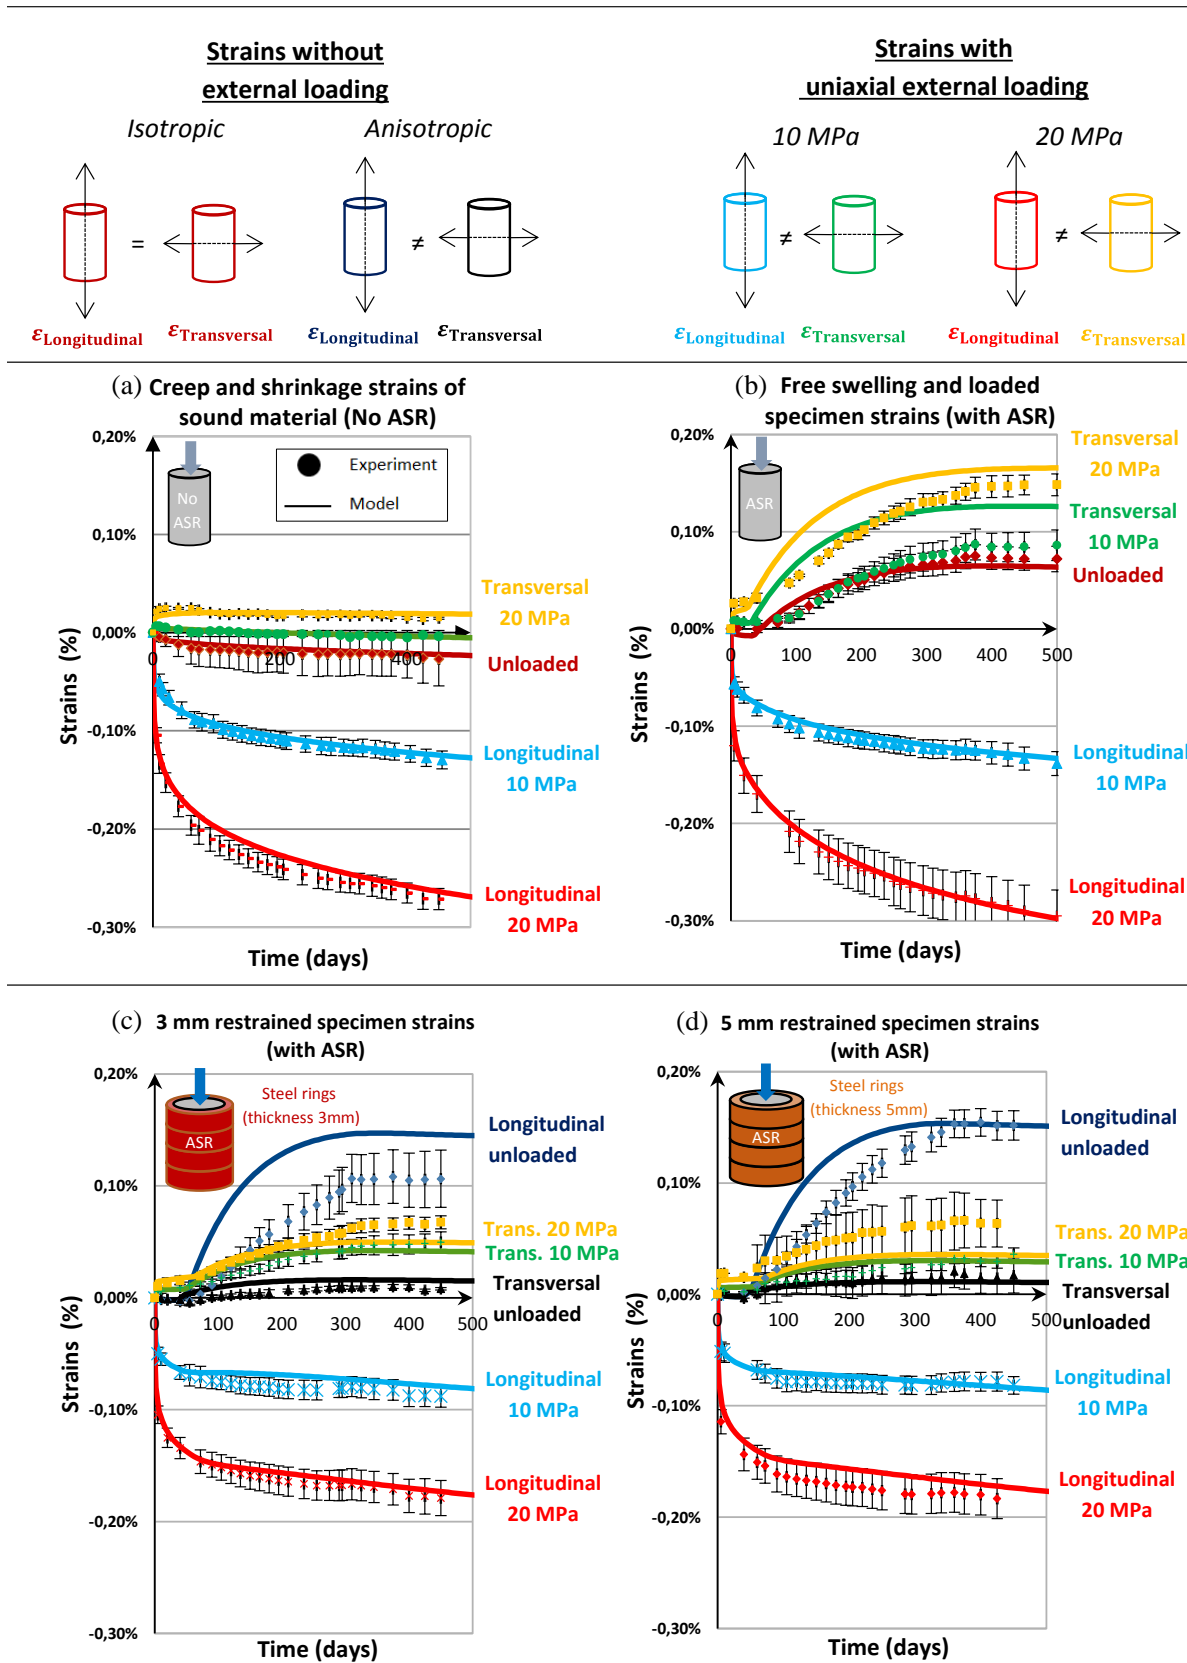 Strains without
external loading
Isotropic
Anisotropic
=
≠
εLongitudinal
εTransversal
εLongitudinal
εTransversal
Strains with
uniaxial external loading
10 MPa
20 MPa
≠
≠
εLongitudinal
εTransversal
εLongitudinal
εTransversal
(a) Creep and shrinkage strains of
sound material (No ASR)
0,20%
0,10%
0,00%
-0,10%
-0,20%
-0,30%
Strains (%)
No
ASR
Experiment
Model
0
200
400
Transversal
20 MPa
Unloaded
Longitudinal
10 MPa
Longitudinal
20 MPa
Time (days)
(b) Free swelling and loaded
specimen strains (with ASR)
0,20%
0,10%
0,00%
-0,10%
-0,20%
-0,30%
Strains (%)
ASR
0
100
200
300
400
500
Transversal
20 MPa
Transversal
10 MPa
Unloaded
Longitudinal
10 MPa
Longitudinal
20 MPa
Time (days)
(c) 3 mm restrained specimen strains
(with ASR)
0,20%
0,10%
0,00%
-0,10%
-0,20%
-0,30%
Strains (%)
ASR
Steel rings
(thickness 3mm)
0
100
200
300
400
500
Longitudinal
unloaded
Trans. 20 MPa
Trans. 10 MPa
Transversal
unloaded
Longitudinal
10 MPa
Longitudinal
20 MPa
Time (days)
(d) 5 mm restrained specimen strains
(with ASR)
0,20%
0,10%
0,00%
-0,10%
-0,20%
-0,30%
Strains (%)
ASR
Steel rings
(thickness 5mm)
0
100
200
300
400
500
Longitudinal
unloaded
Trans. 20 MPa
Trans. 10 MPa
Transversal
unloaded
Longitudinal
10 MPa
Longitudinal
20 MPa
Time (days)